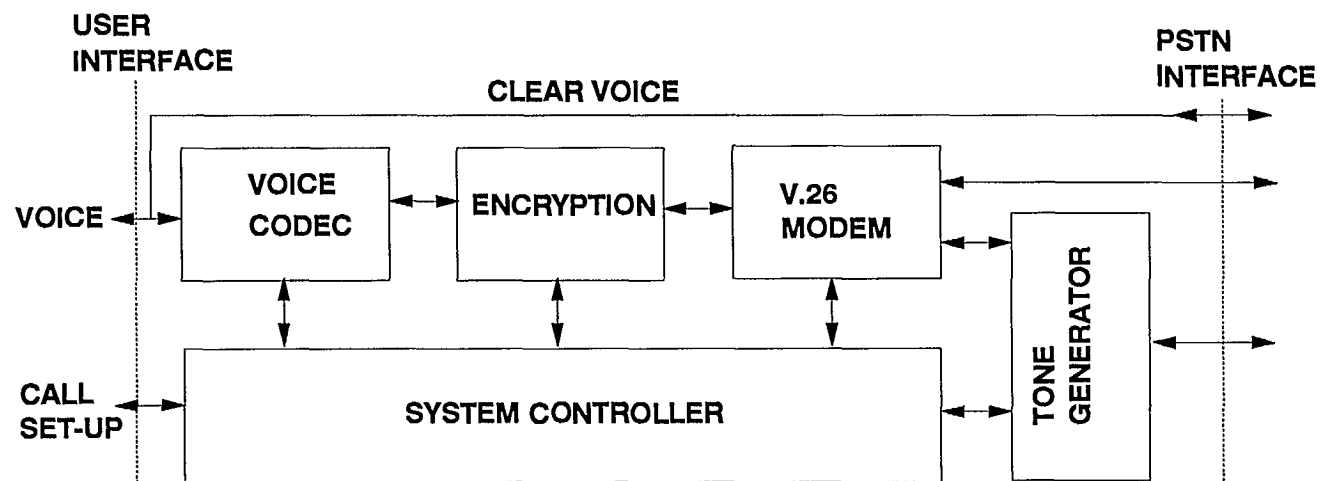 USER
INTERFACE
PSTN
INTERFACE
CLEAR VOICE
VOICE
VOICE
CODEC
ENCRYPTION
V.26
MODEM
TONE
GENERATOR
CALL
SET-UP
SYSTEM CONTROLLER